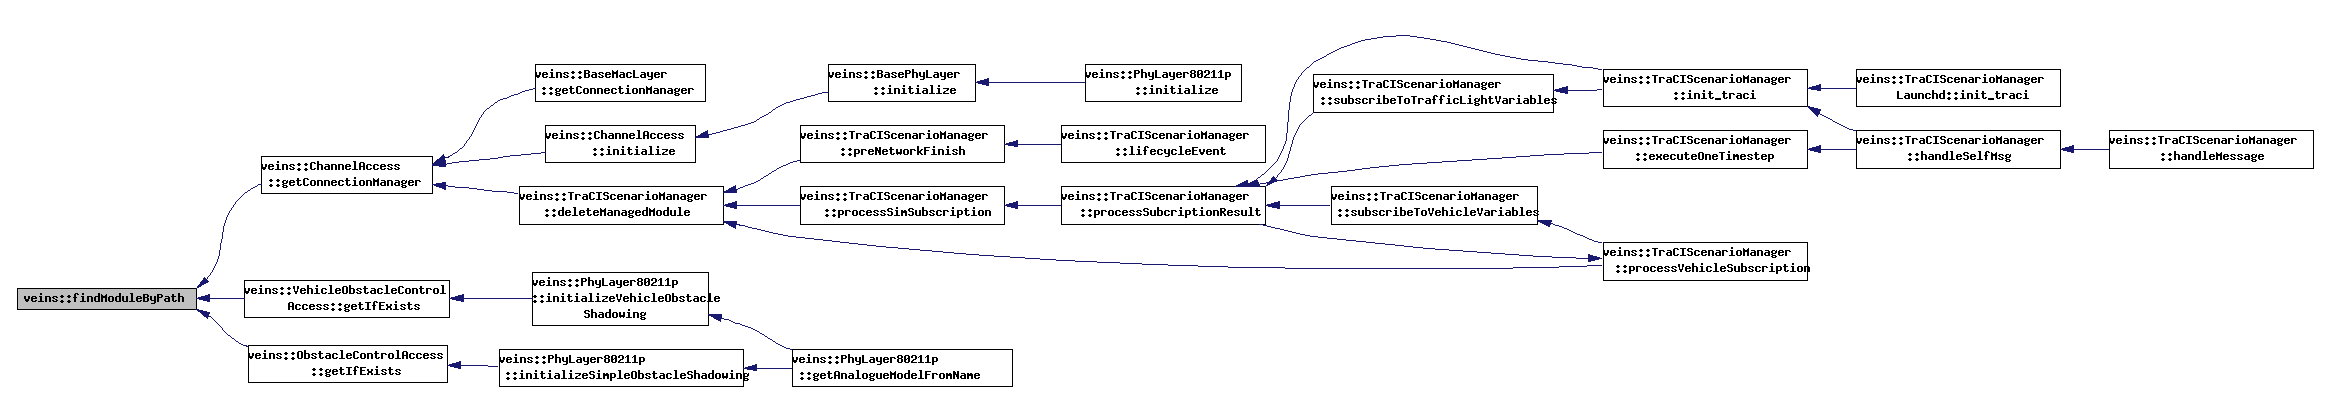 veins::findModuleByPath
veins::ChannelAccess
::getConnectionManager
veins::BaseMacLayer
::getConnectionManager
veins::ChannelAccess
::initialize
veins::BasePhyLayer
::initialize
veins::PhyLayer80211p
::initialize
veins::TraCIScenarioManager
::deleteManagedModule
veins::TraCIScenarioManager
::preNetworkFinish
veins::TraCIScenarioManager
::lifecycleEvent
veins::TraCIScenarioManager
::processSimSubscription
veins::TraCIScenarioManager
::processSubcriptionResult
veins::TraCIScenarioManager
::subscribeToTrafficLightVariables
veins::TraCIScenarioManager
::init_traci
veins::TraCIScenarioManager
Launchd::init_traci
veins::TraCIScenarioManager
::executeOneTimestep
veins::TraCIScenarioManager
::handleSelfMsg
veins::TraCIScenarioManager
::handleMessage
veins::TraCIScenarioManager
::subscribeToVehicleVariables
veins::TraCIScenarioManager
::processVehicleSubscription
veins::VehicleObstacleControl
Access::getIfExists
veins::PhyLayer80211p
::initializeVehicleObstacle
Shadowing
veins::ObstacleControlAccess
::getIfExists
veins::PhyLayer80211p
::initializeSimpleObstacleShadowing
veins::PhyLayer80211p
::getAnalogueModelFromName